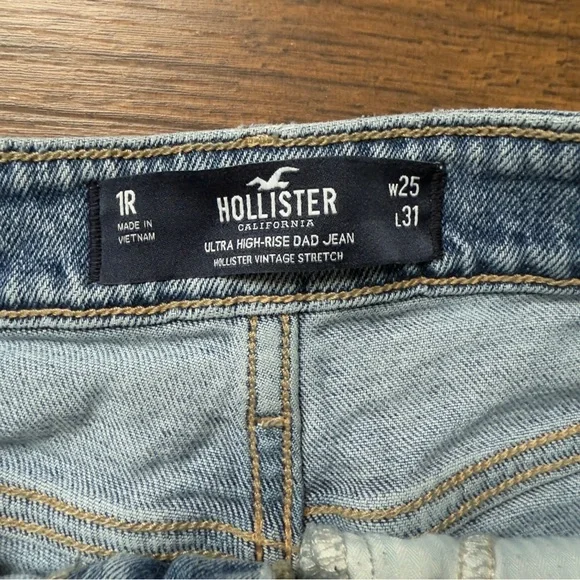 1R
MADE IN
VIETNAM
HOLLISTER
CALIFORNIA
ULTRA HIGH-RISE DAD JEAN
HOLLISTER VINTAGE STRETCH
W25
L31